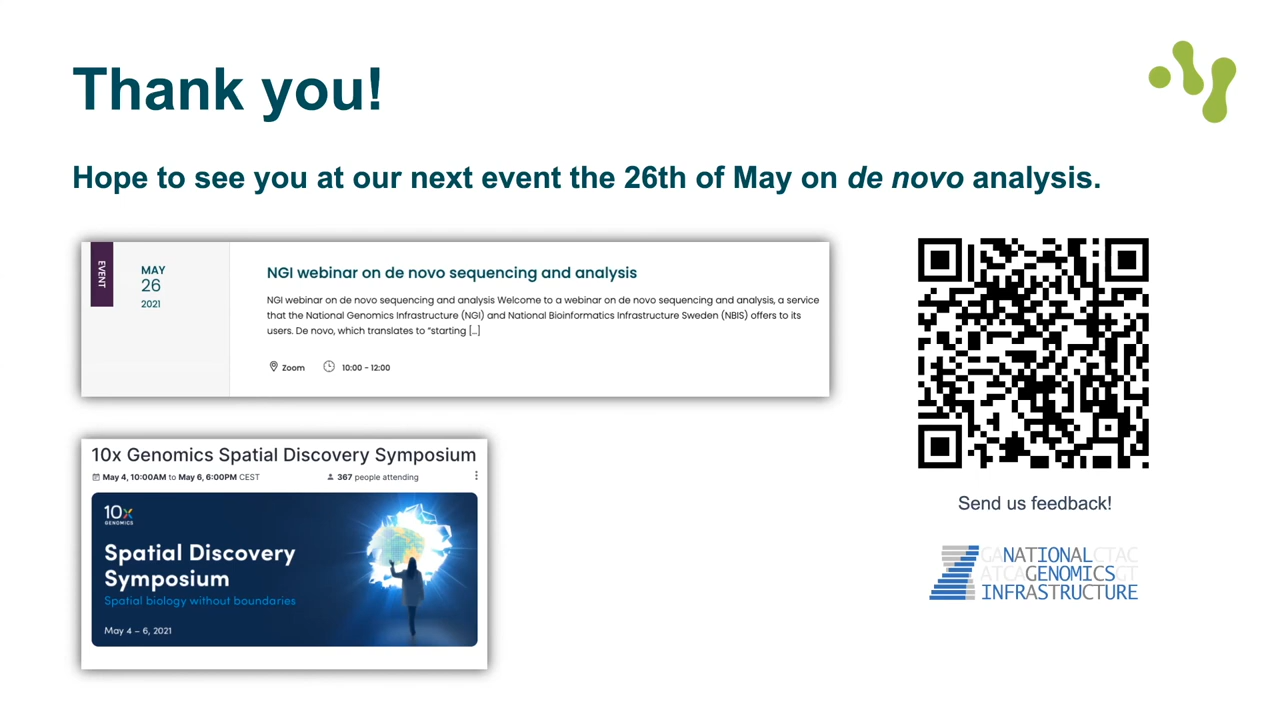 Thank you!
Hope to see you at our next event the 26th of May on de novo analysis.
EVENT
MAY
26
2021
NGI webinar on de novo sequencing and analysis
NGI webinar on de novo sequencing and analysis Welcome to a webinar on de novo sequencing and analysis, a service
that the National Genomics Infrastructure (NGI) and National Bioinformatics Infrastructure Sweden (NBIS) offers to its
users. De novo, which translates to “starting [...]
Zoom 10:00 - 12:00
10x Genomics Spatial Discovery Symposium
May 4, 10:00AM to May 6, 6:00PM CEST 367 people attending
10x
GENOMICS
Spatial Discovery
Symposium
Spatial biology without boundaries
May 4 – 6, 2021
Send us feedback!
GANATIONALCTAC
ATCAGENOMICSGT
INFRASTRUCTURE